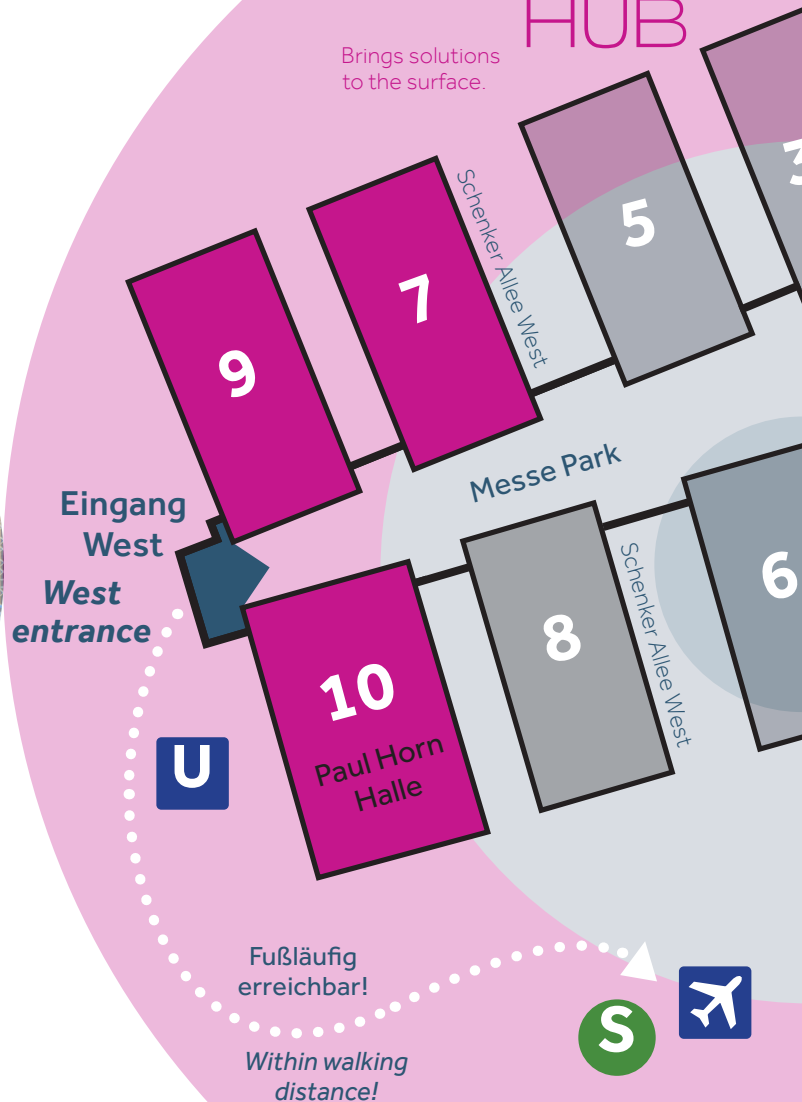 HUB
Brings solutions
to the surface.
3
5
Schenker Allee West
7
9
Messe Park
Eingang
West
West
entrance
6
8
Schenker Allee West
10
Paul Horn
Halle
U
Fußläufig
erreichbar!
S
Within walking
distance!